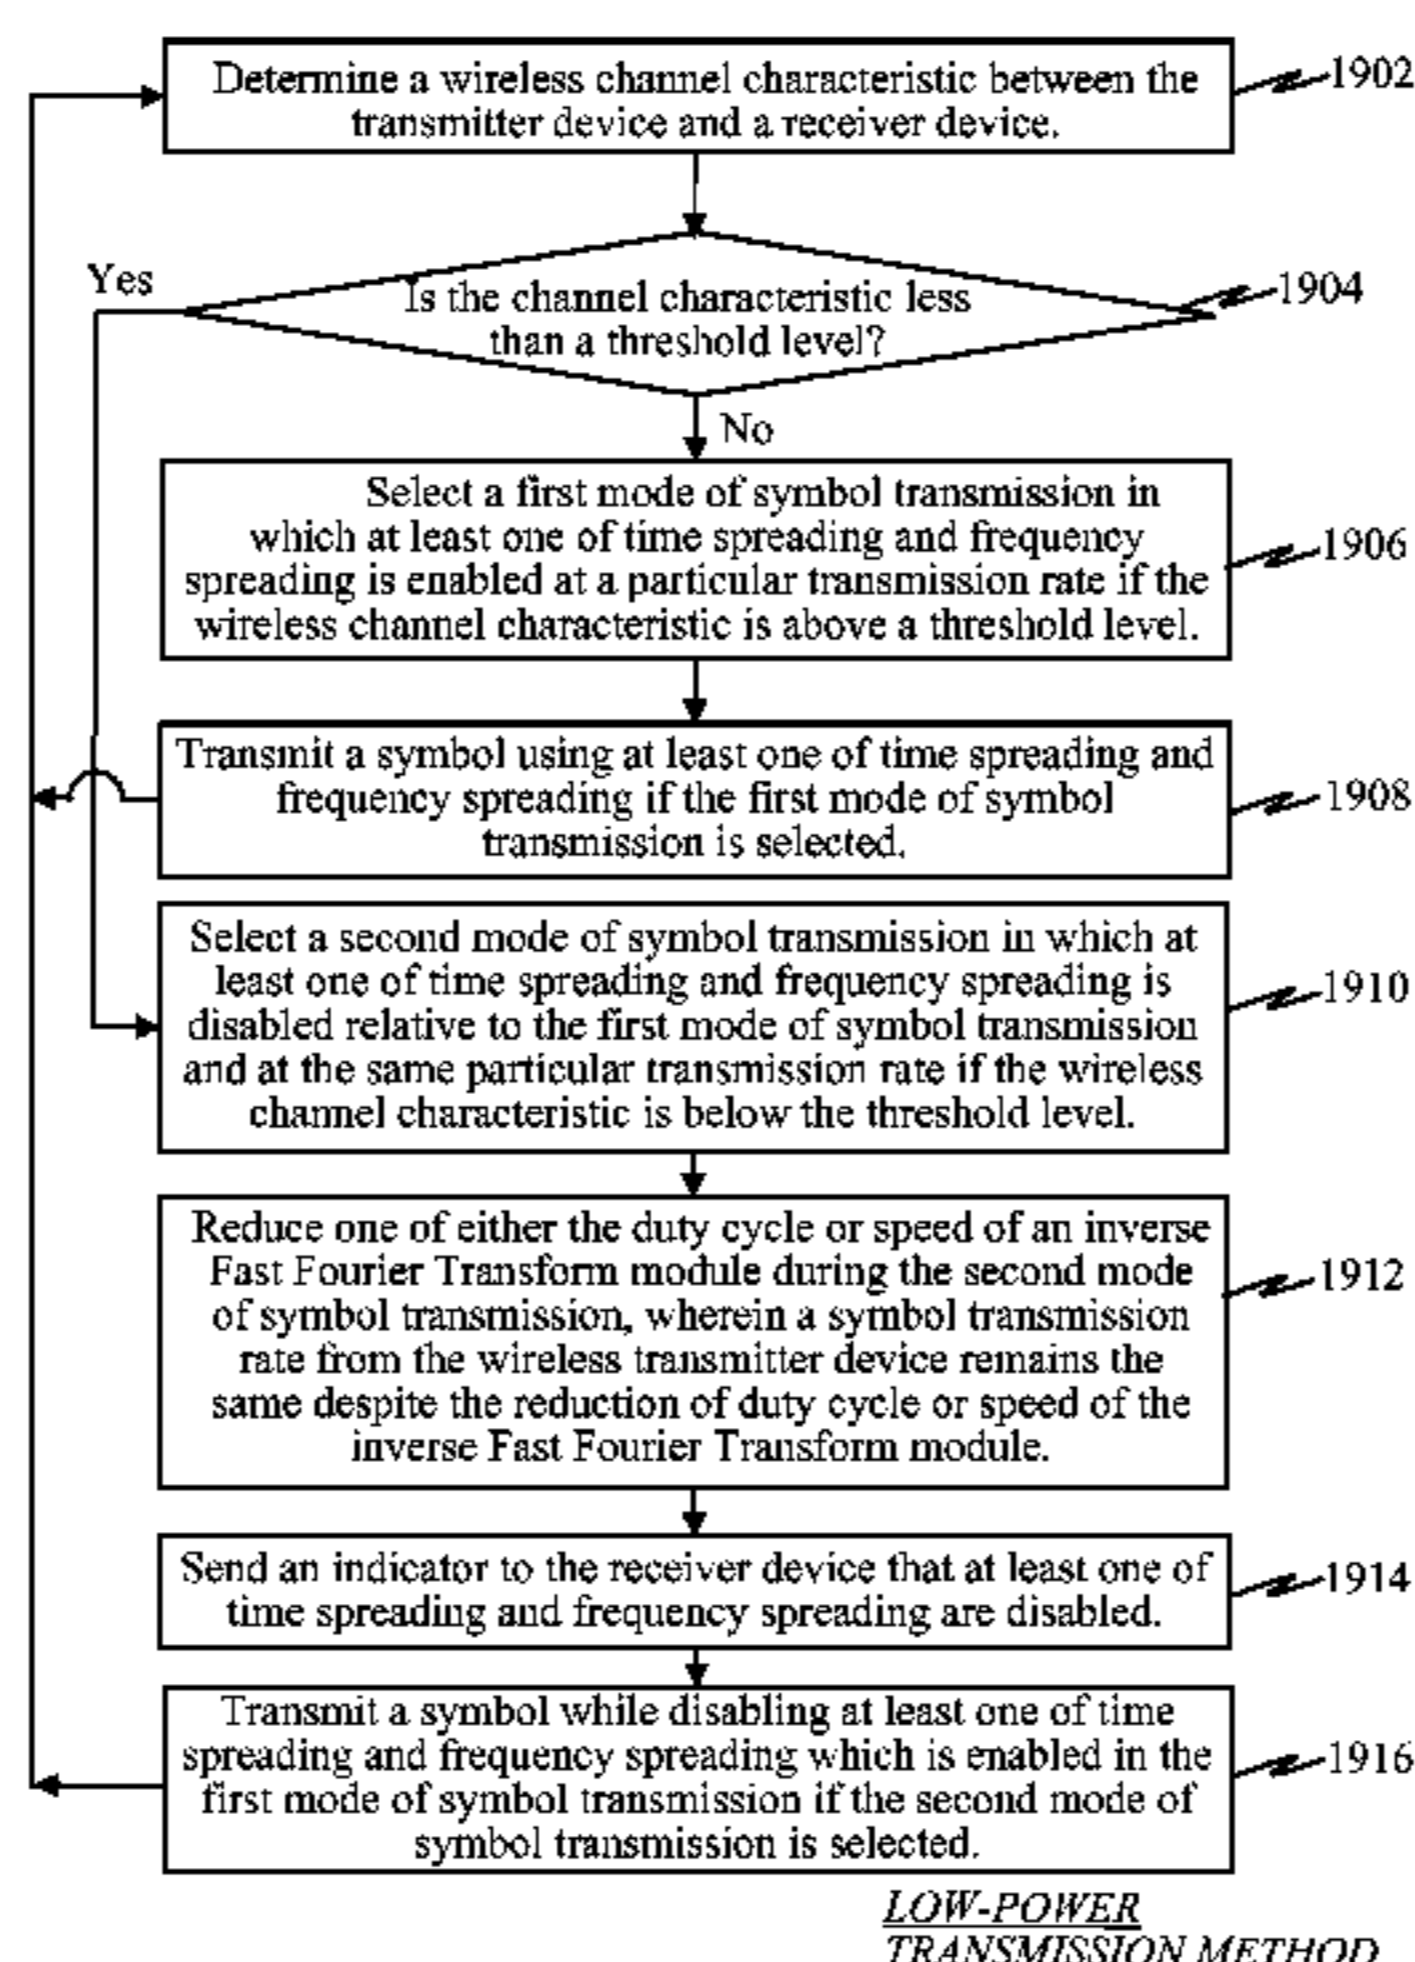 Determine a wireless channel characteristic between the
transmitter device and a receiver device.
1902
Yes
Is the channel characteristic less
than a threshold level?
1904
No
Select a first mode of symbol transmission in
which at least one of time spreading and frequency
spreading is enabled at a particular transmission rate if the
wireless channel characteristic is above a threshold level.
1906
Transmit a symbol using at least one of time spreading and
frequency spreading if the first mode of symbol
transmission is selected.
1908
Select a second mode of symbol transmission in which at
least one of time spreading and frequency spreading is
disabled relative to the first mode of symbol transmission
and at the same particular transmission rate if the wireless
channel characteristic is below the threshold level.
1910
Reduce one of either the duty cycle or speed of an inverse
Fast Fourier Transform module during the second mode
of symbol transmission, wherein a symbol transmission
rate from the wireless transmitter device remains the
same despite the reduction of duty cycle or speed of the
inverse Fast Fourier Transform module.
1912
Send an indicator to the receiver device that at least one of
time spreading and frequency spreading are disabled.
1914
Transmit a symbol while disabling at least one of time
spreading and frequency spreading which is enabled in the
first mode of symbol transmission if the second mode of
symbol transmission is selected.
1916
LOW-POWER
TRANSMISSION METHOD